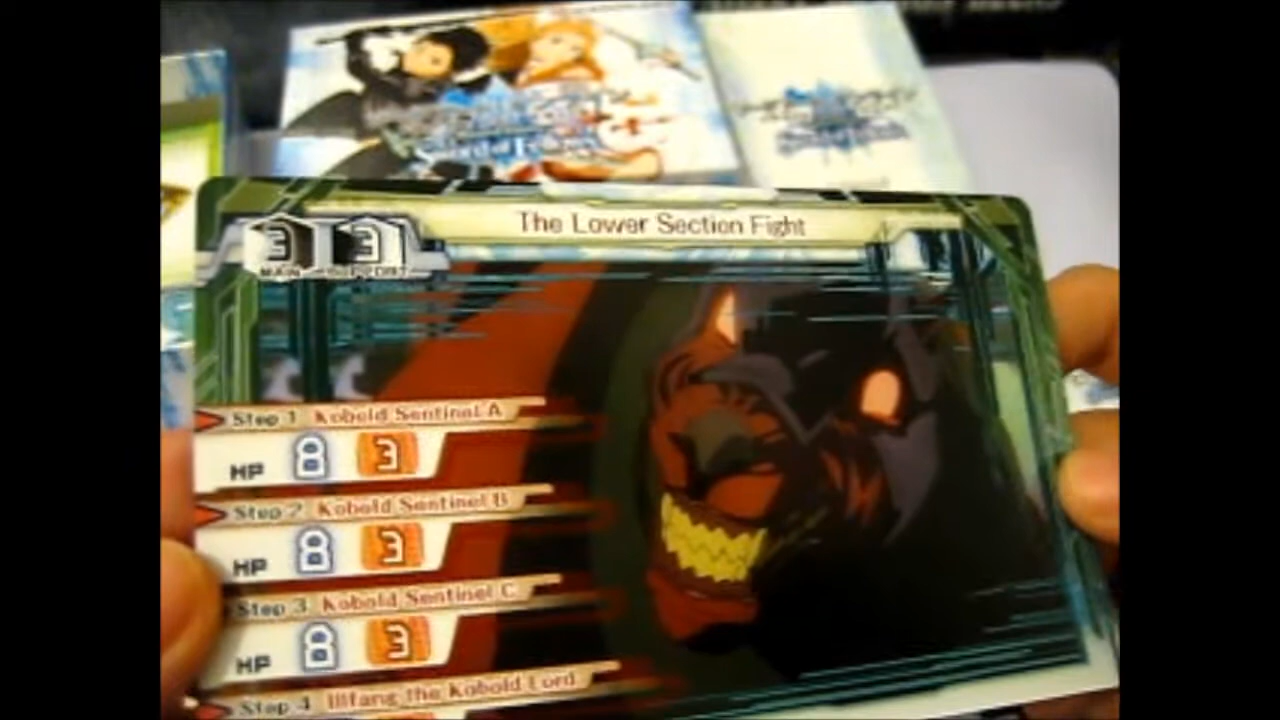 The Lower Section Fight
3 3
MAIN SUPPORT
Step 1 Kobold Sentinel A
HP 8 3
Step 2 Kobold Sentinel B
HP 8 3
Step 3 Kobold Sentinel C
HP 8 3
Step 4 Illfang the Kobold Lord